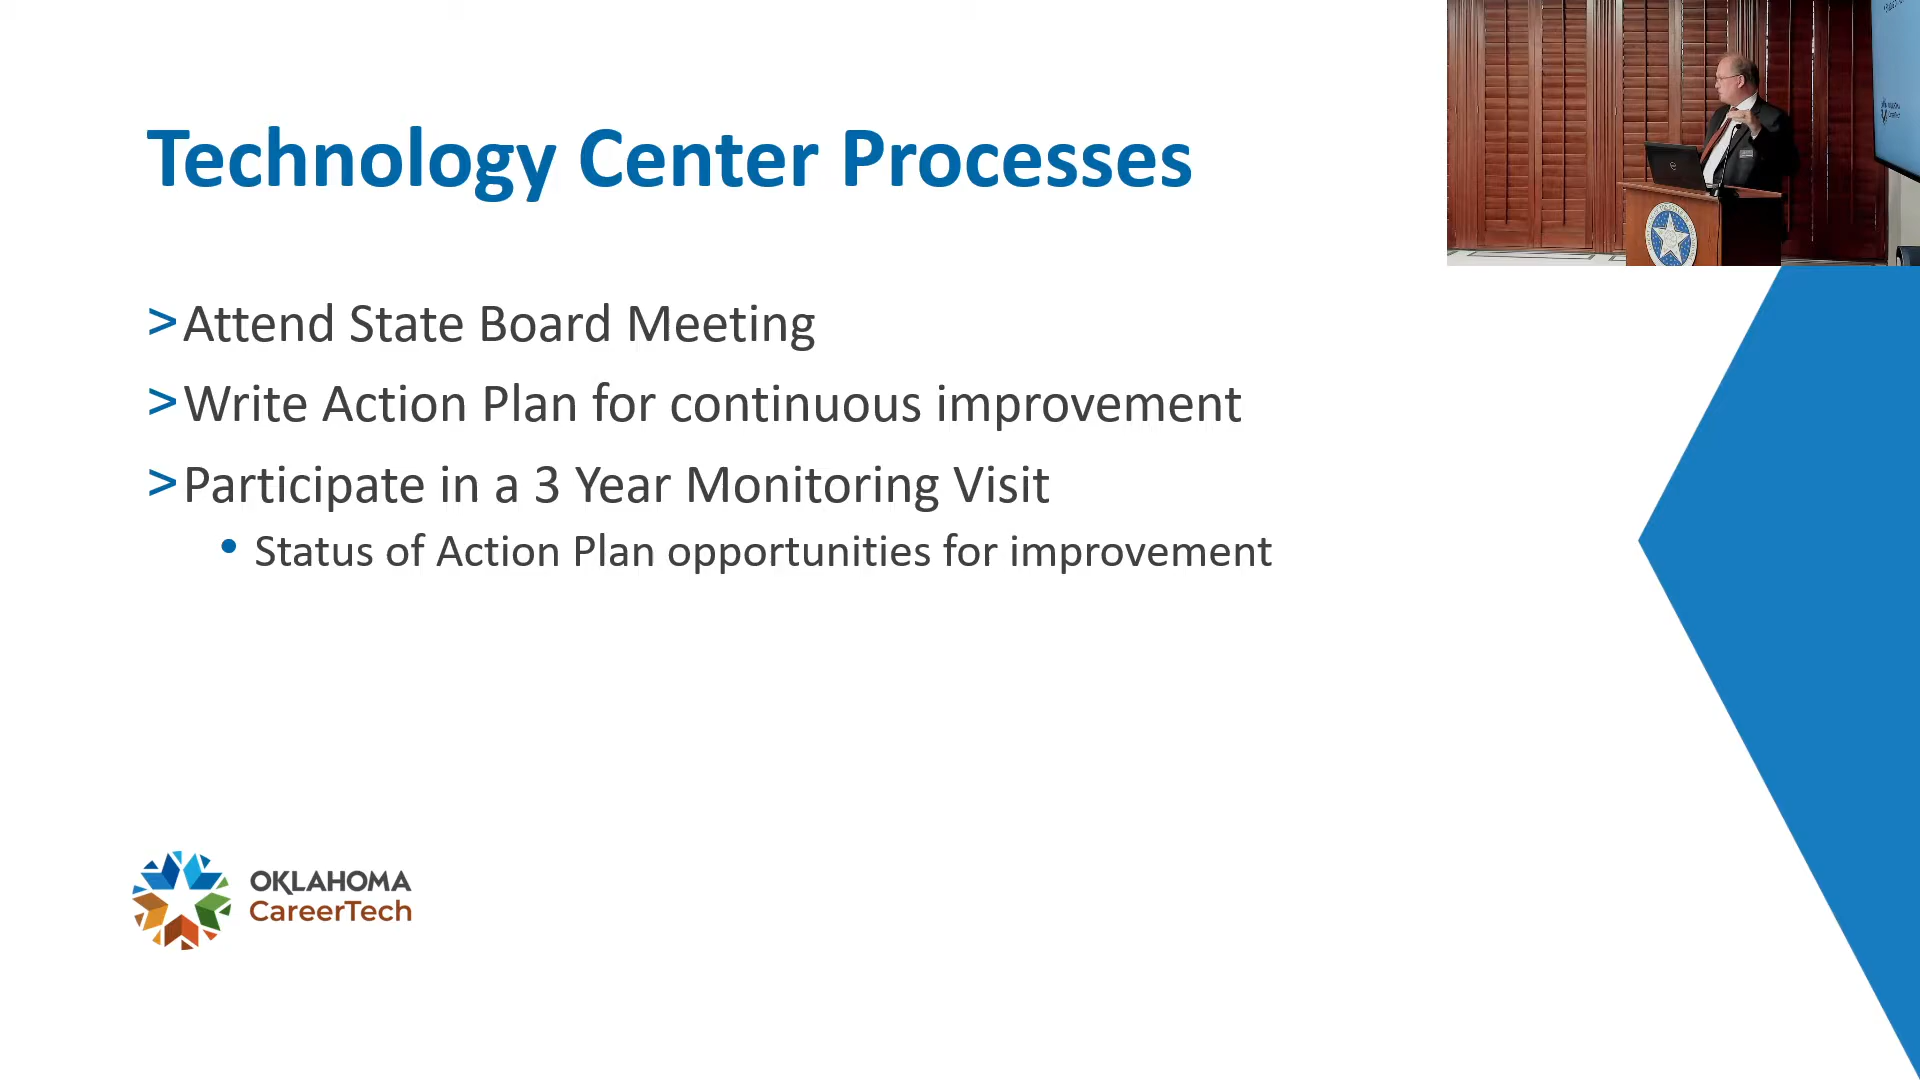 Technology Center Processes
>Attend State Board Meeting
>Write Action Plan for continuous improvement
>Participate in a 3 Year Monitoring Visit
• Status of Action Plan opportunities for improvement
OKLAHOMA
CareerTech